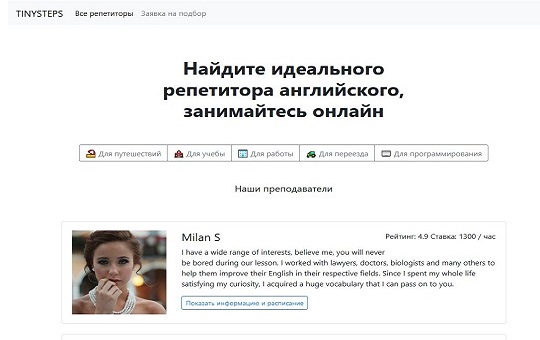 TINYSTEPS Все репетиторы Заявка на подбор
Найдите идеального
репетитора английского,
занимайтесь онлайн
Для путешествий Для учебы Для работы Для переезда Для программирования
Наши преподаватели
Milan S Рейтинг: 4.9 Ставка: 1300 / час
I have a wide range of interests, believe me, you will never
be bored during our lesson. I worked with lawyers, doctors, biologists and many others to
help them improve their English in their respective fields. Since I spent my whole life
satisfying my curiosity, I acquired a huge vocabulary that I can pass on to you.
Показать информацию и расписание